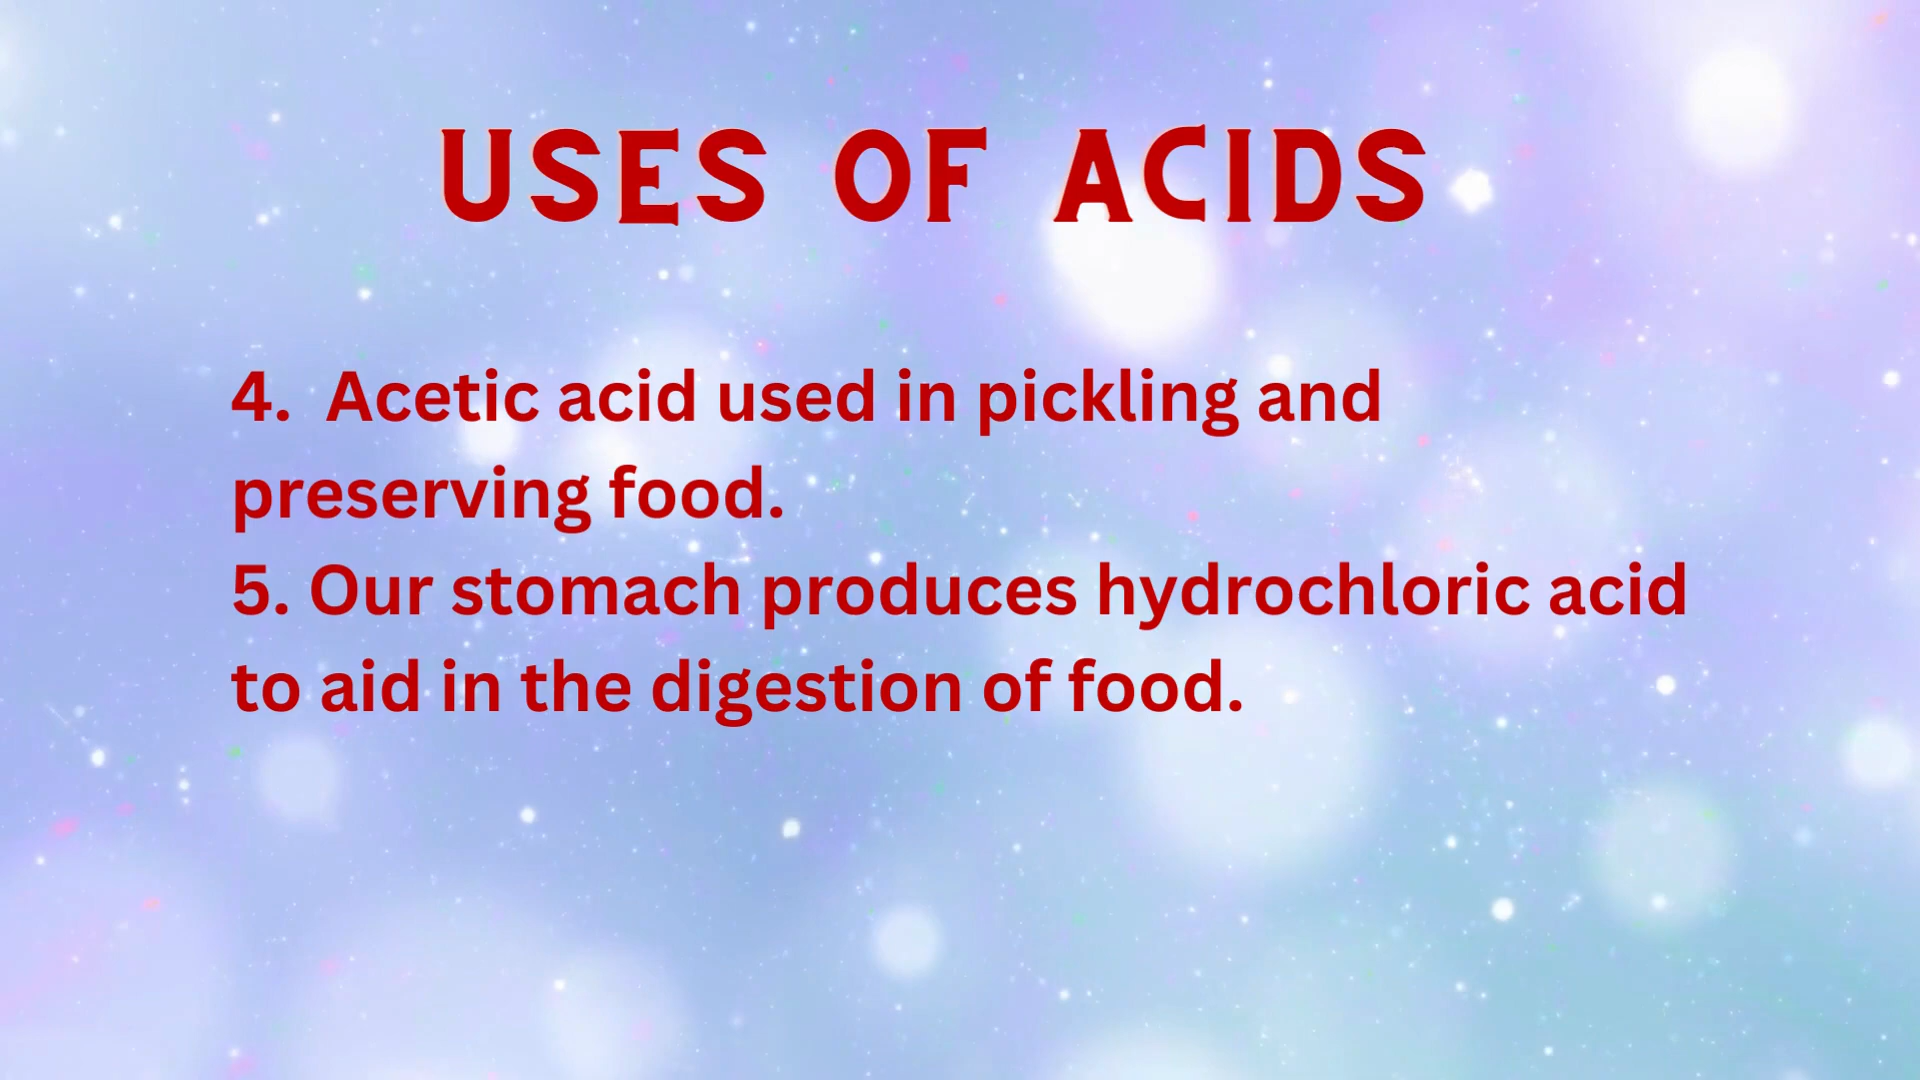 USES OF ACIDS
4.  Acetic acid used in pickling and
preserving food.
5. Our stomach produces hydrochloric acid
to aid in the digestion of food.